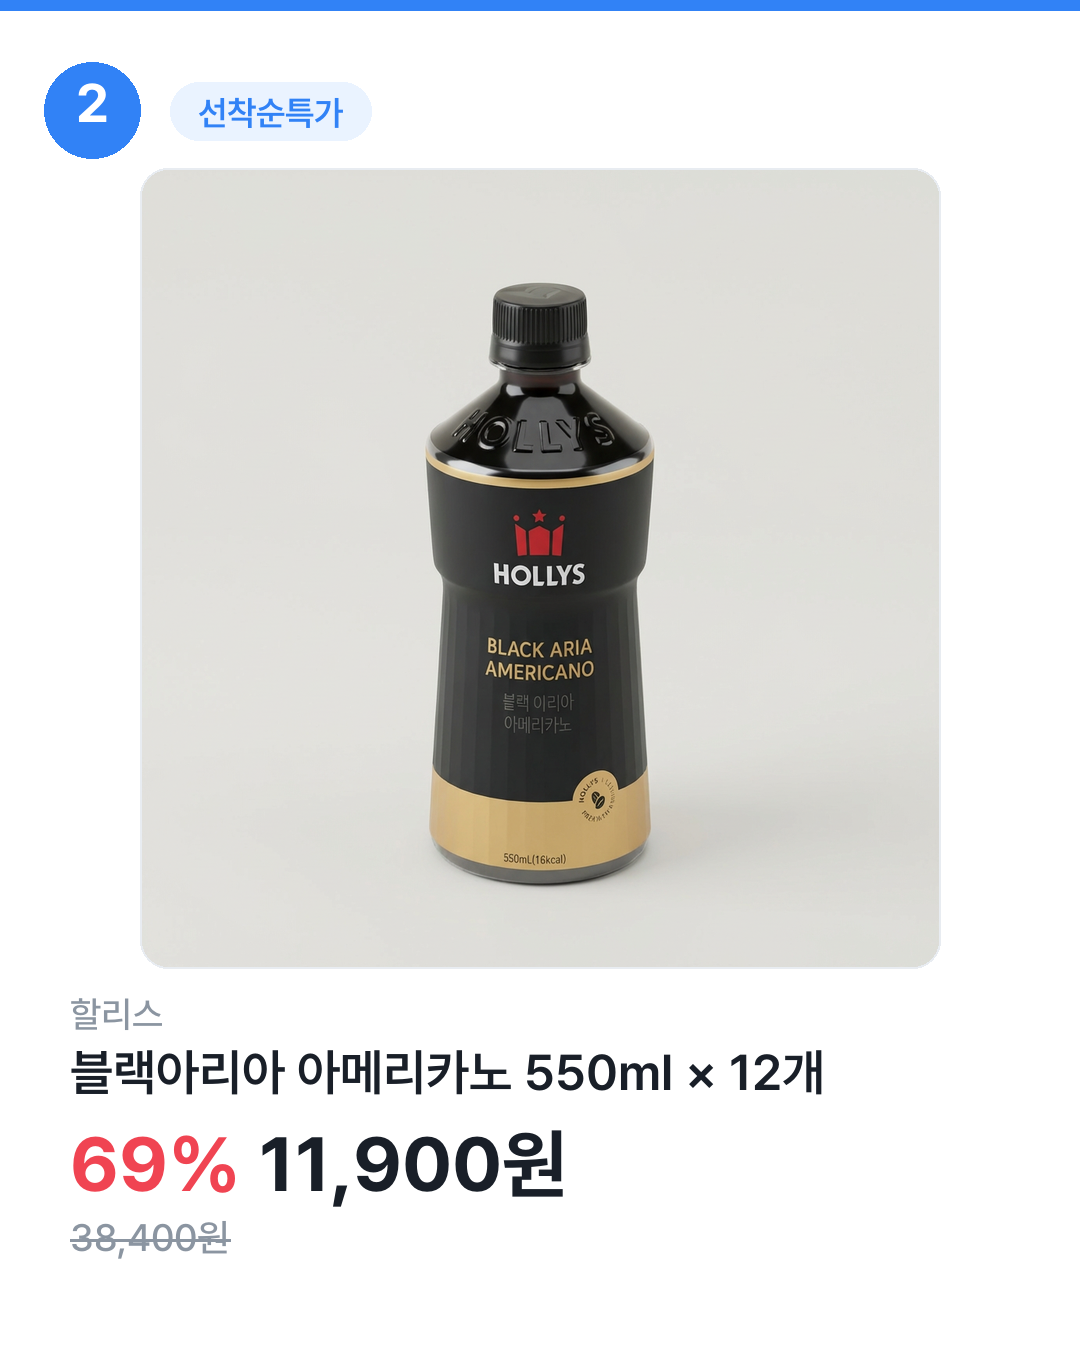 2
선착순특가
HOLLYS
HOLLYS
BLACK ARIA
AMERICANO
블랙 이리아
아메리카노
HOLLYS
550mL(16kcal)
할리스
블랙아리아 아메리카노 550ml × 12개
69% 11,900원
38,400원